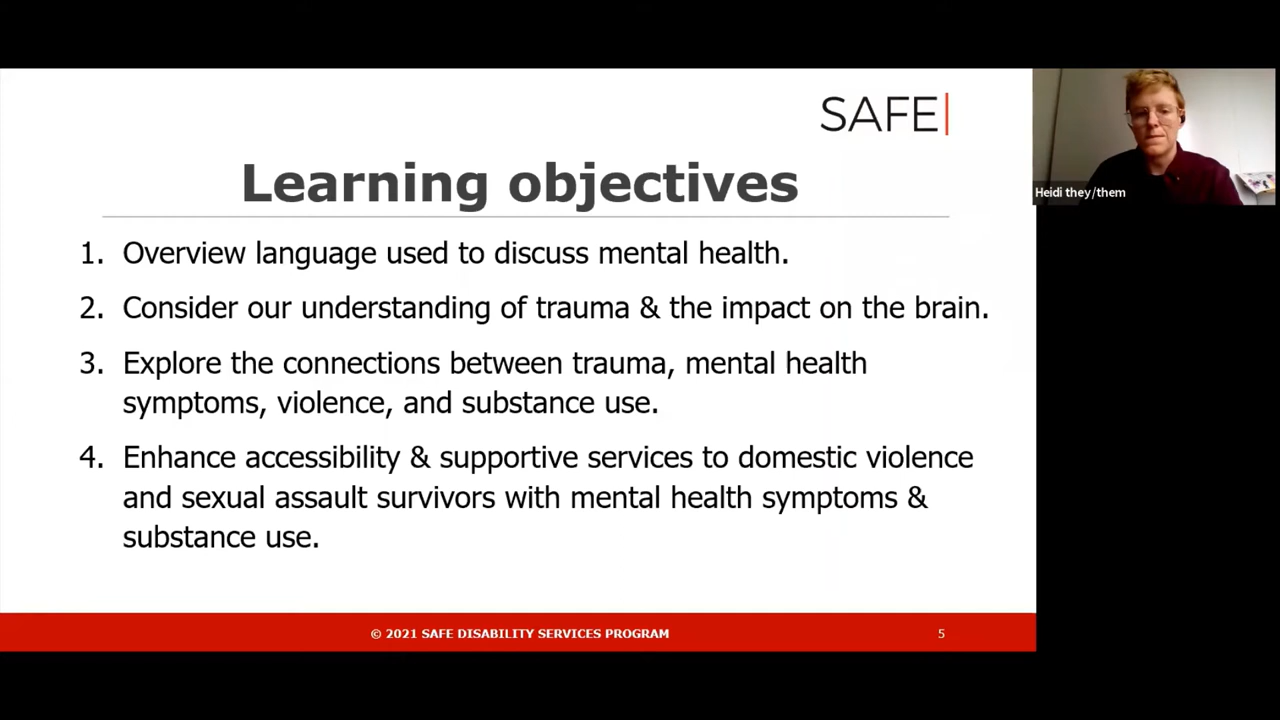 SAFE
Learning objectives
1. Overview language used to discuss mental health.
2. Consider our understanding of trauma & the impact on the brain.
3. Explore the connections between trauma, mental health
symptoms, violence, and substance use.
4. Enhance accessibility & supportive services to domestic violence
and sexual assault survivors with mental health symptoms &
substance use.
© 2021 SAFE DISABILITY SERVICES PROGRAM
5
Heidi they/them